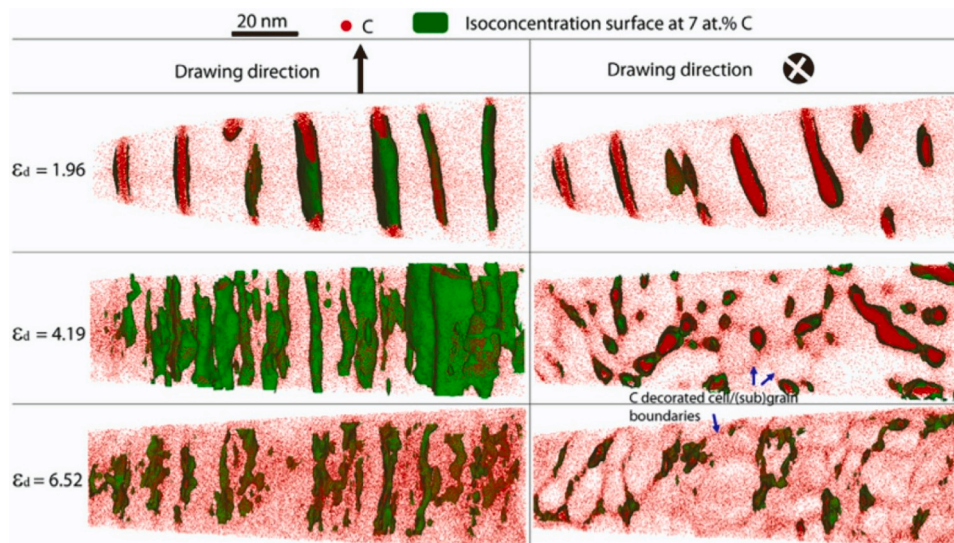 20 nm
C
Isoconcentration surface at 7 at.% C
Drawing direction
Drawing direction
εd = 1.96
εd = 4.19
C decorated cell/(sub)grain
boundaries
εd = 6.52